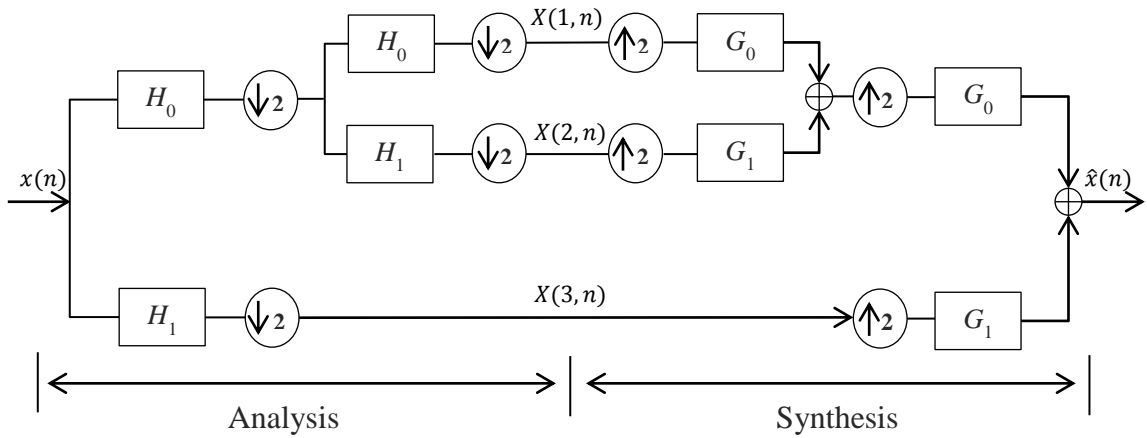 H₀ ↓2 X(1,n) ↑2 G₀
H₀ ↓2 ↑2 G₀
H₁ ↓2 X(2,n) ↑2 G₁
x(n) x̂(n)
H₁ ↓2 X(3,n) ↑2 G₁
Analysis Synthesis